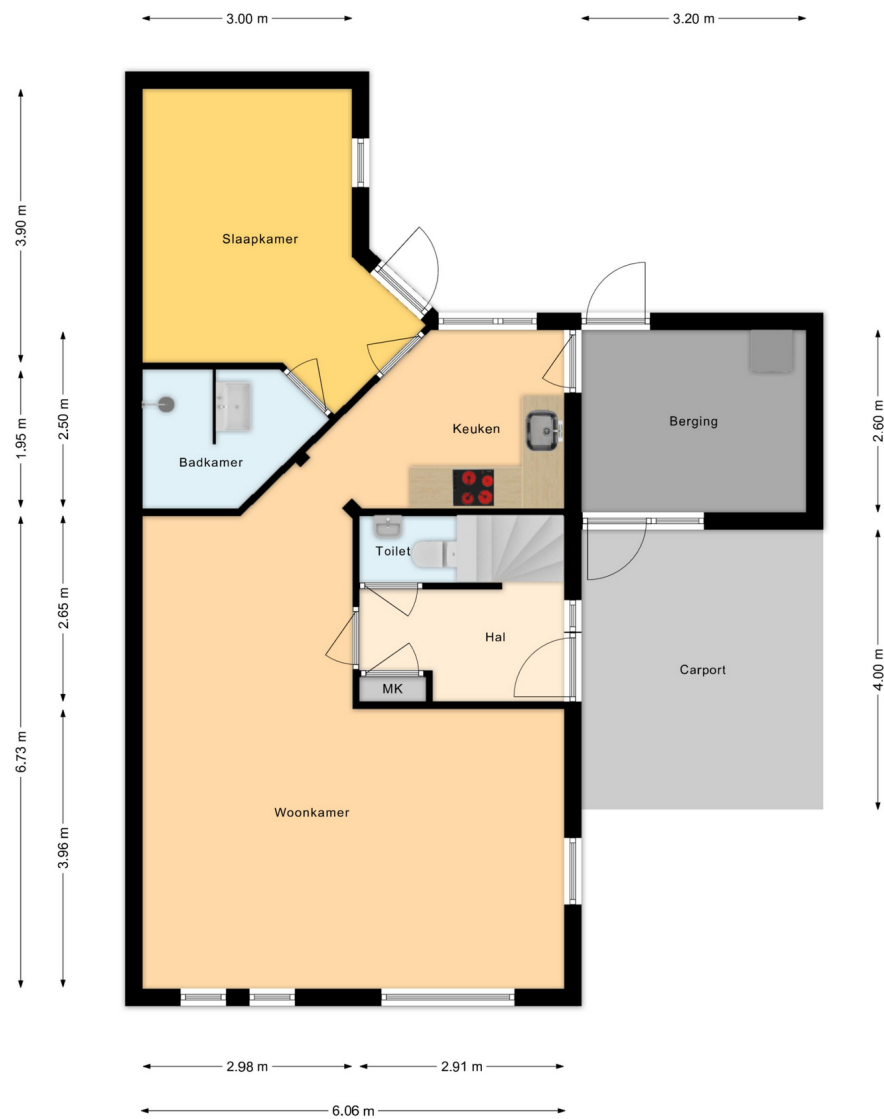 3.00 m
3.20 m
3.90 m
Slaapkamer
1.95 m
2.50 m
Badkamer
Keuken
Berging
2.60 m
Toilet
2.65 m
Hal
MK
Carport
4.00 m
6.73 m
Woonkamer
3.96 m
2.98 m
2.91 m
6.06 m